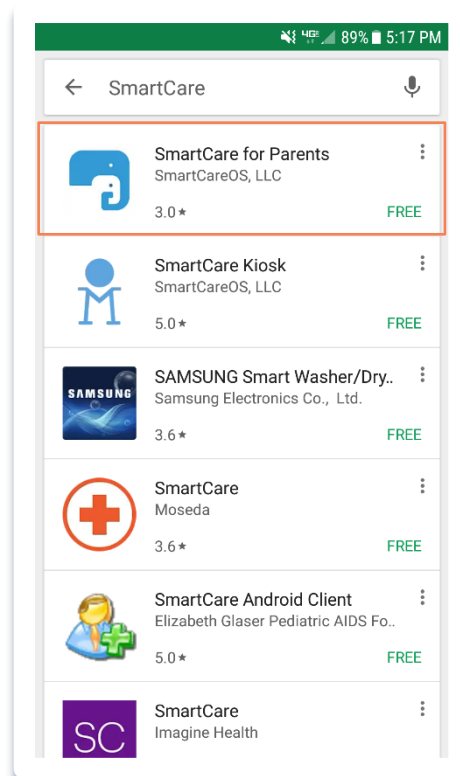 4G 89% 5:17 PM
SmartCare
SmartCare for Parents
SmartCareOS, LLC
3.0★
FREE
SmartCare Kiosk
SmartCareOS, LLC
5.0★
FREE
SAMSUNG
SAMSUNG Smart Washer/Dry..
Samsung Electronics Co., Ltd.
3.6★
FREE
SmartCare
Moseda
3.6★
FREE
SmartCare Android Client
Elizabeth Glaser Pediatric AIDS Fo..
5.0★
FREE
SC
SmartCare
Imagine Health